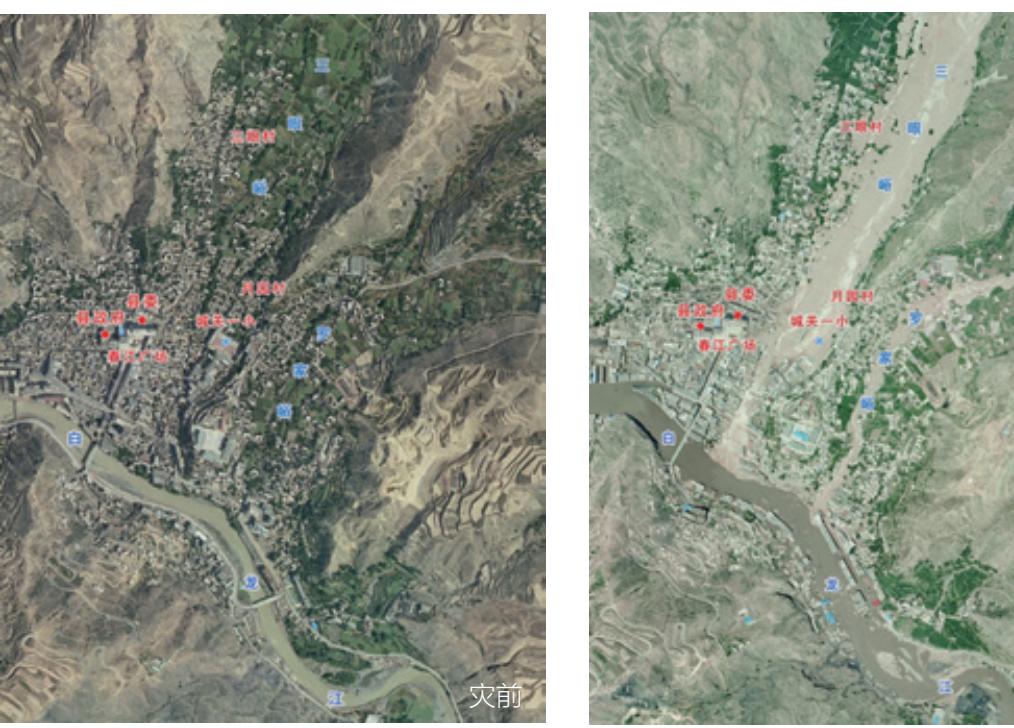 三
眼
峪
三眼村
月圆村
县委
县政府
城关一小
春江广场
罗
家
峪
白
龙
江
灾前
三
眼
峪
三眼村
月圆村
县委
县政府
城关一小
春江广场
罗
家
峪
白
龙
江